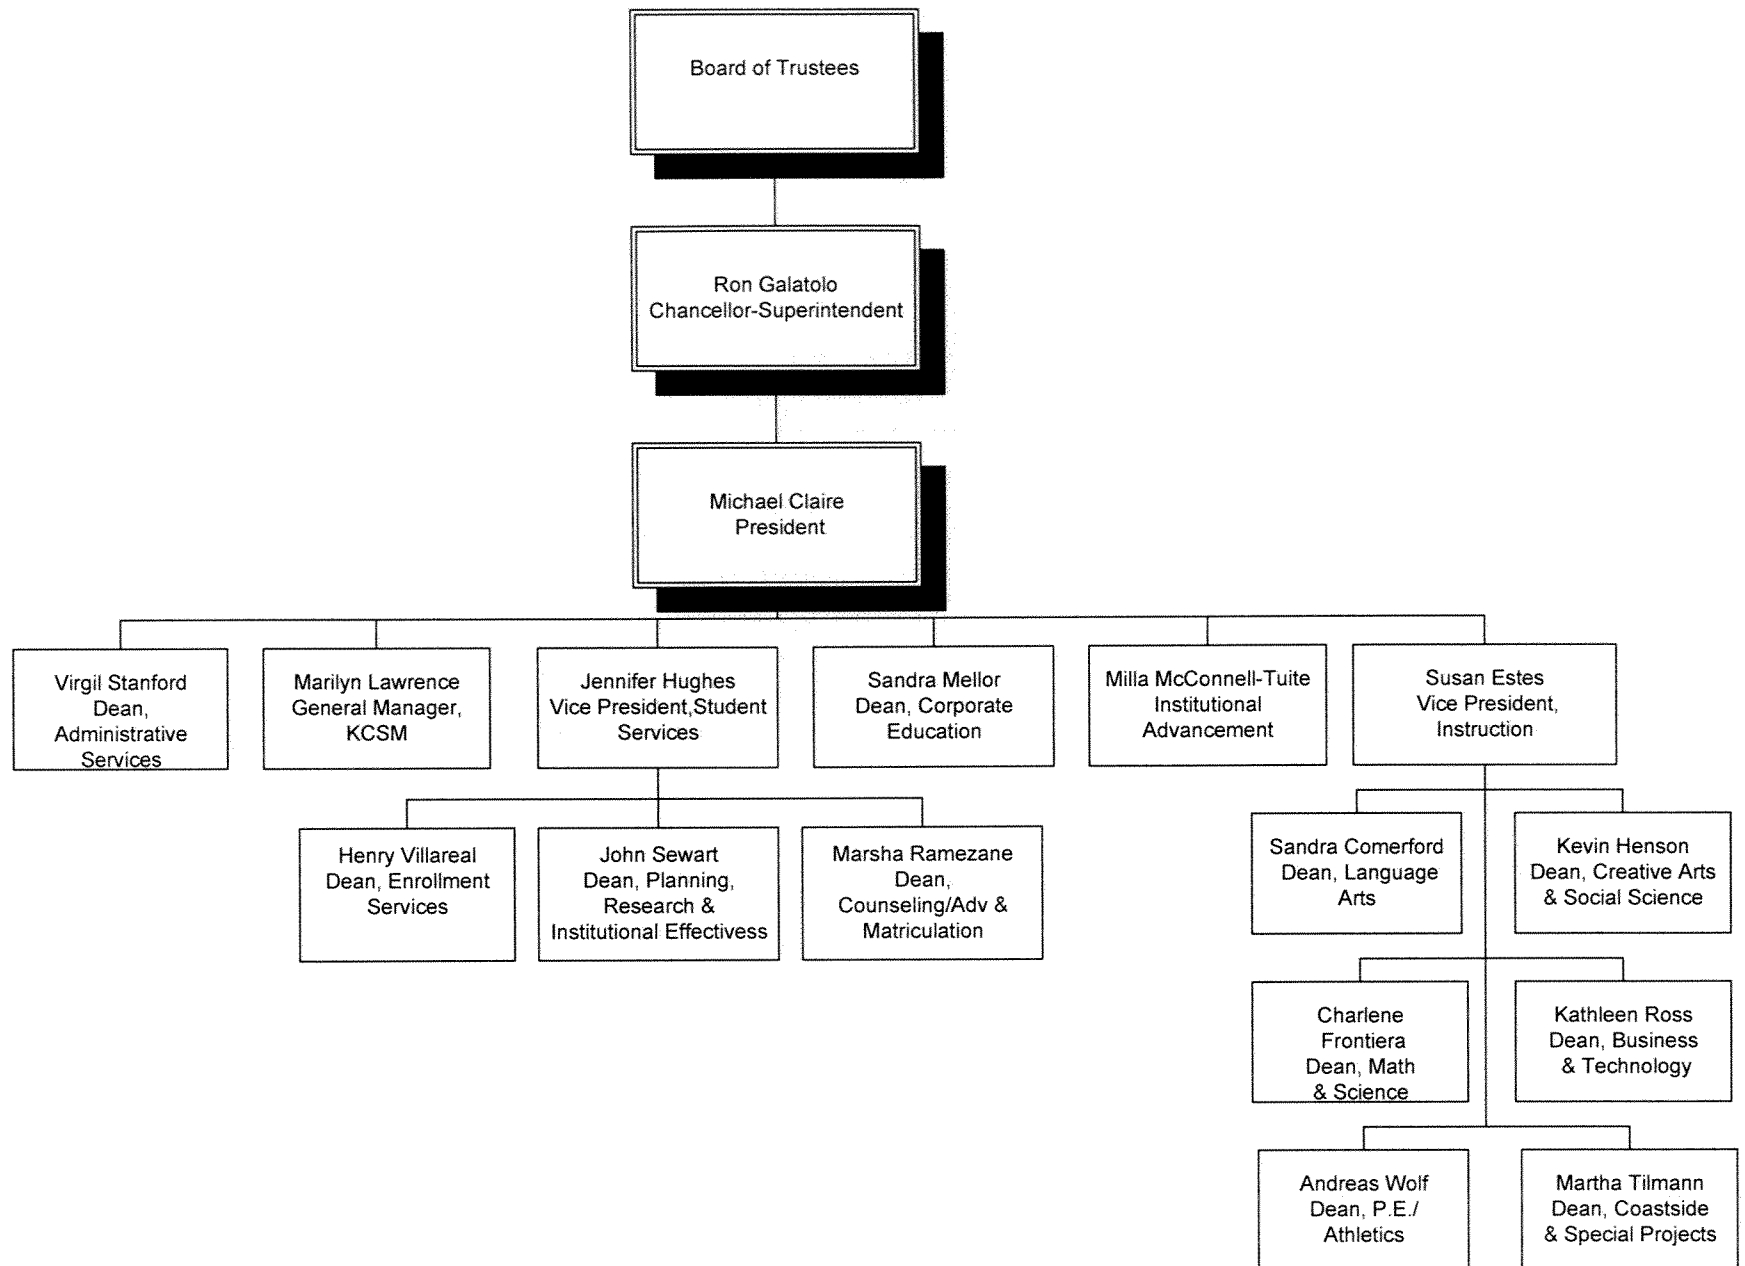 Board of Trustees
Ron Galatolo
Chancellor-Superintendent
Michael Claire
President
Virgil Stanford
Dean,
Administrative
Services
Marilyn Lawrence
General Manager,
KCSM
Jennifer Hughes
Vice President,Student
Services
Sandra Mellor
Dean, Corporate
Education
Milla McConnell-Tuite
Institutional
Advancement
Susan Estes
Vice President,
Instruction
Henry Villareal
Dean, Enrollment
Services
John Sewart
Dean, Planning,
Research &
Institutional Effectivess
Marsha Ramezane
Dean,
Counseling/Adv &
Matriculation
Sandra Comerford
Dean, Language
Arts
Kevin Henson
Dean, Creative Arts
& Social Science
Charlene
Frontiera
Dean, Math
& Science
Kathleen Ross
Dean, Business
& Technology
Andreas Wolf
Dean, P.E./
Athletics
Martha Tilmann
Dean, Coastside
& Special Projects